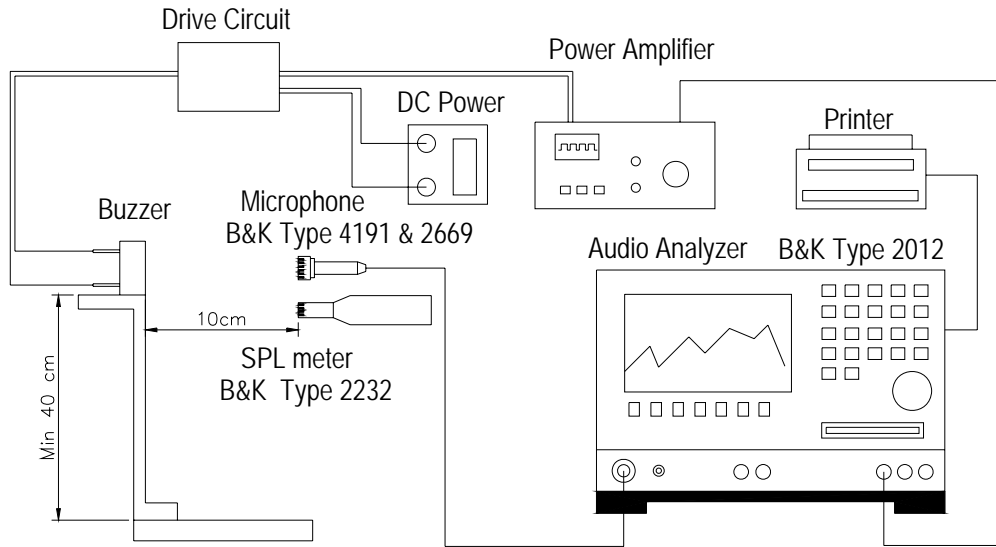 Drive Circuit
Power Amplifier
DC Power
Printer
Buzzer
Microphone
B&K Type 4191 & 2669
Audio Analyzer
B&K Type 2012
10cm
SPL meter
B&K Type 2232
Min 40 cm